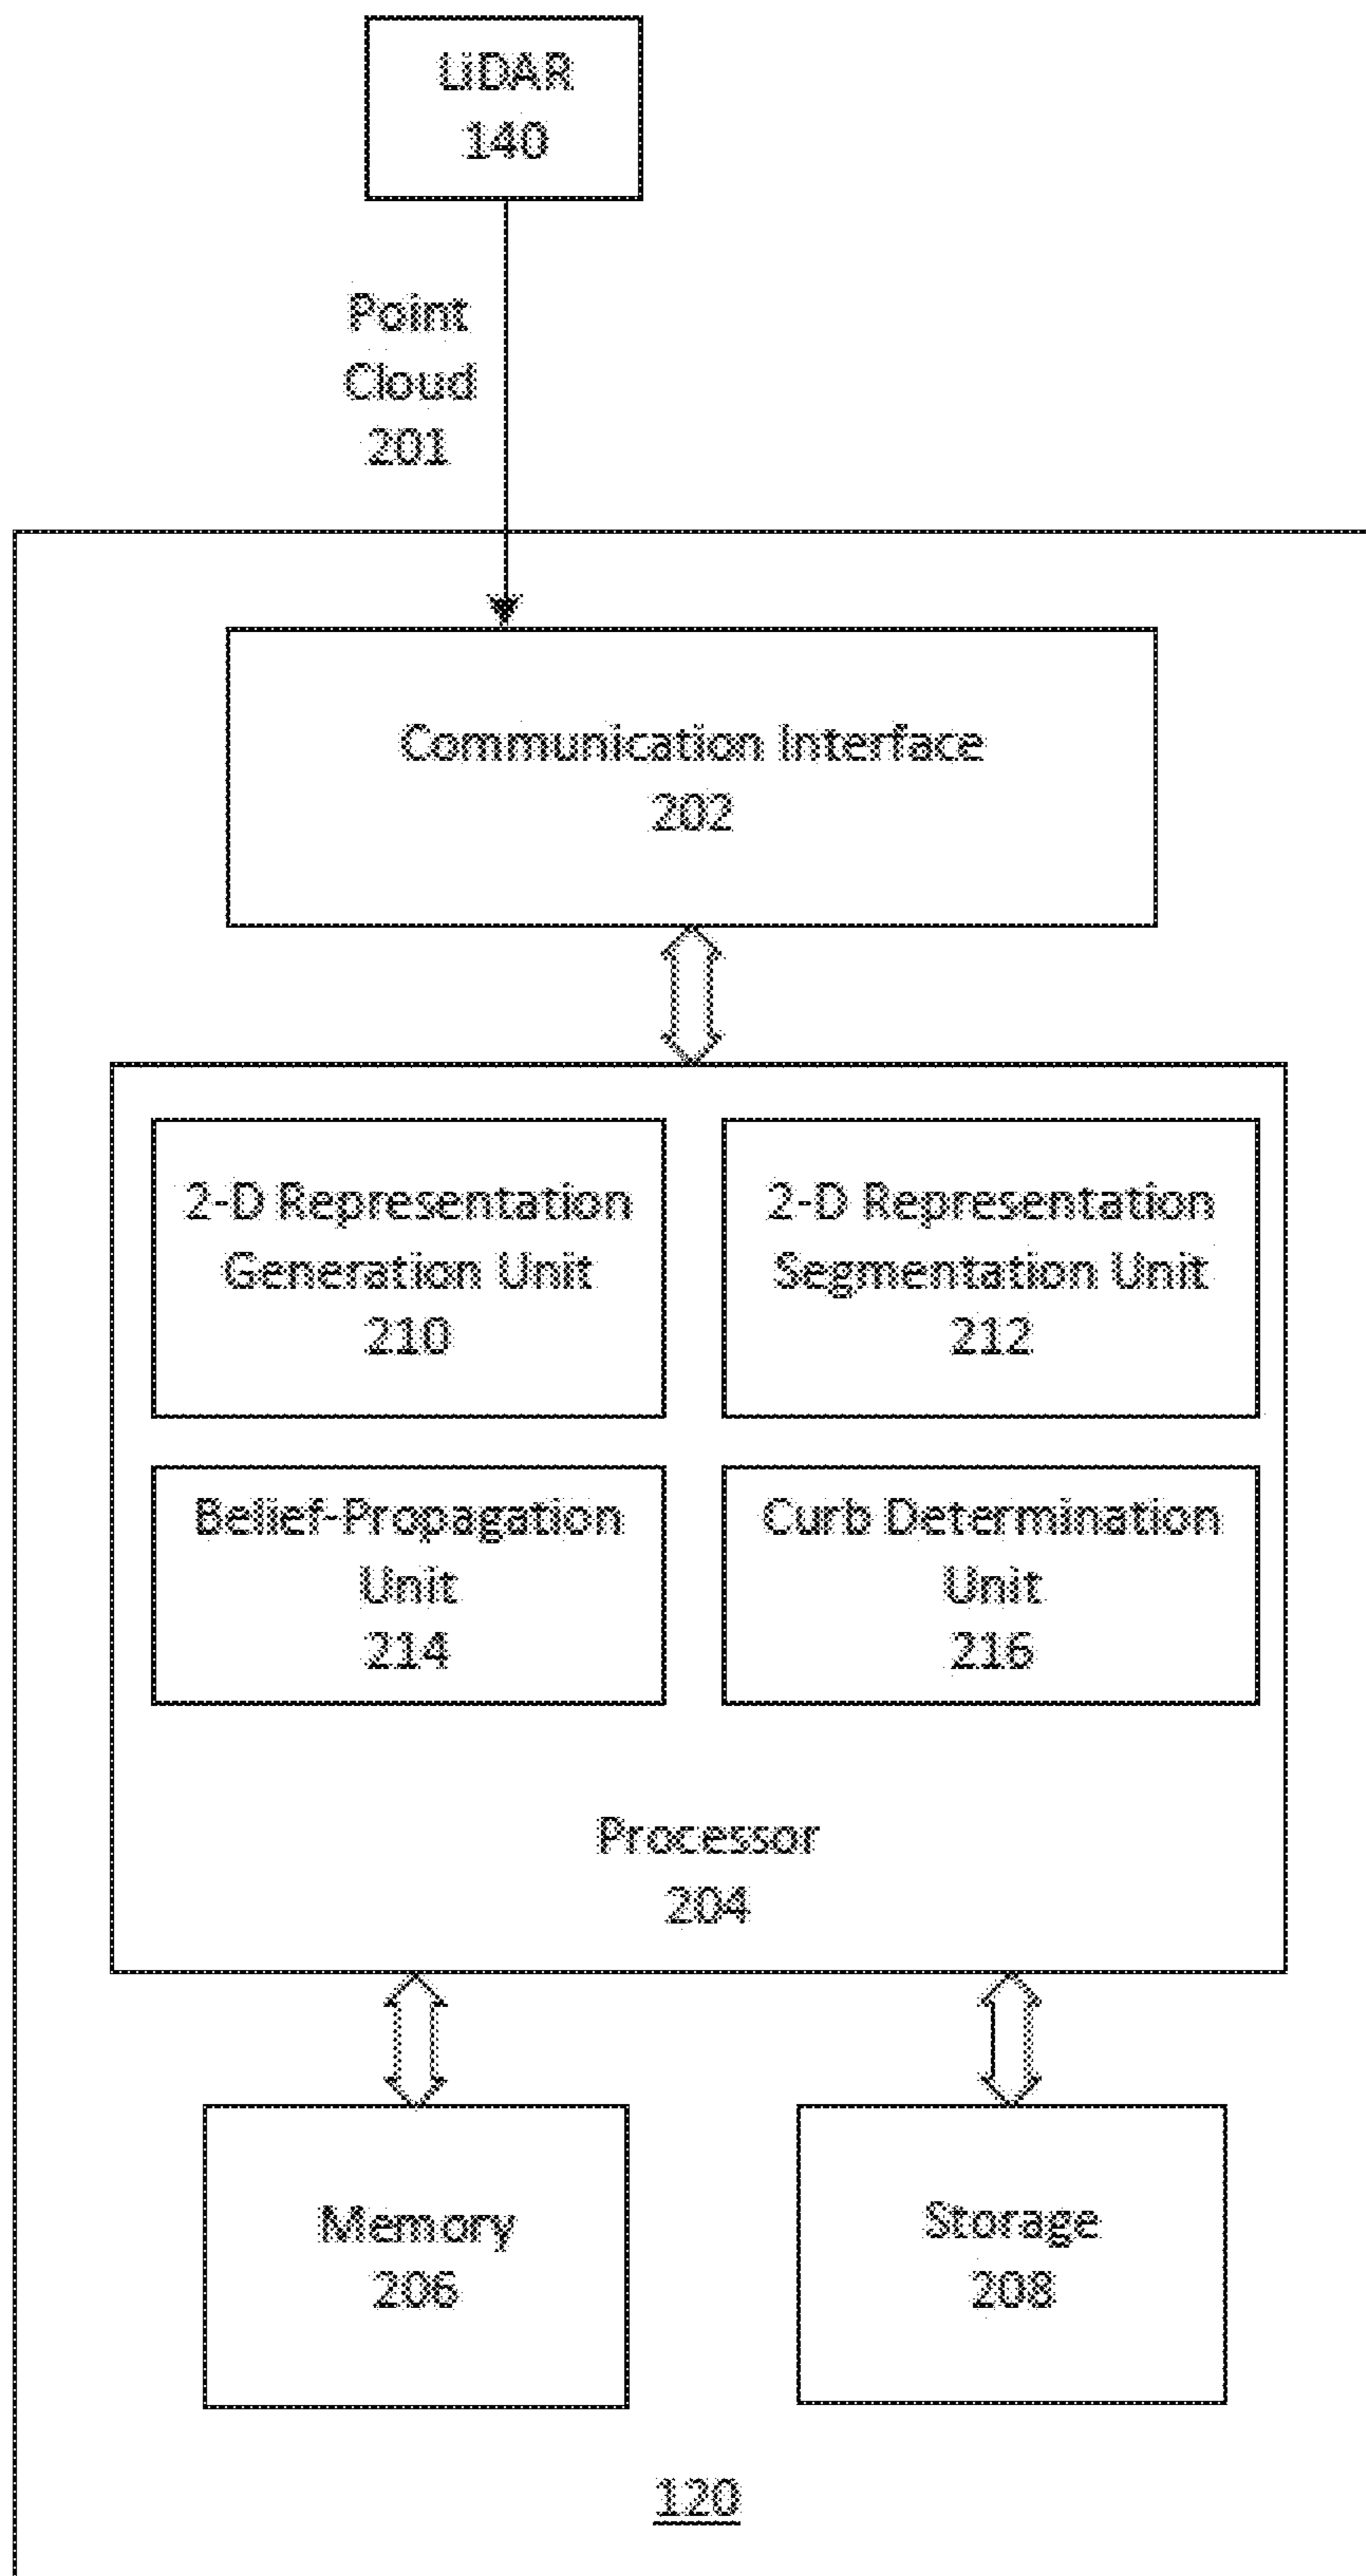 LiDAR
140
Point
Cloud
201
Communication Interface
202
2-D Representation
Generation Unit
210
2-D Representation
Segmentation Unit
212
Belief-Propagation
Unit
214
Curb Determination
Unit
216
Processor
204
Memory
206
Storage
208
120